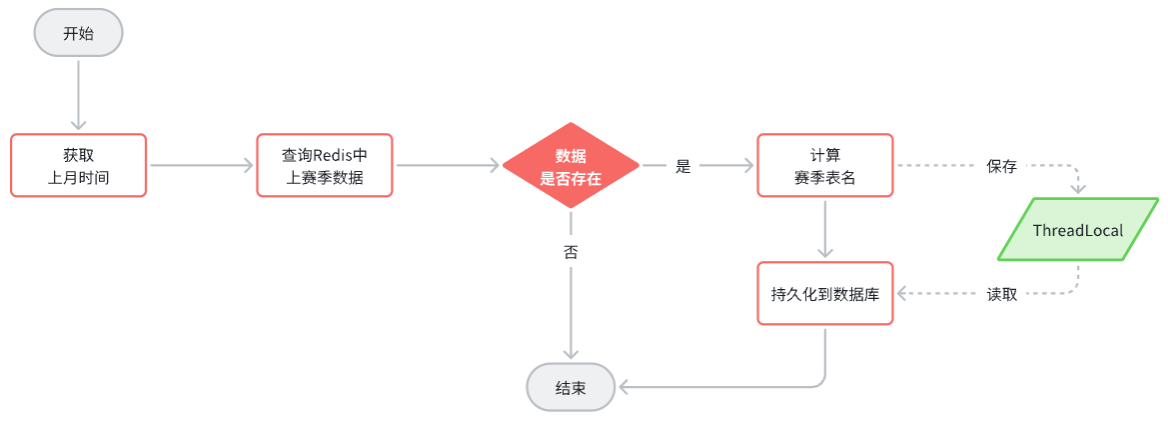 开始
获取
上月时间
查询Redis中
上赛季数据
数据
是否存在
是
计算
赛季表名
保存
ThreadLocal
否
持久化到数据库
读取
结束